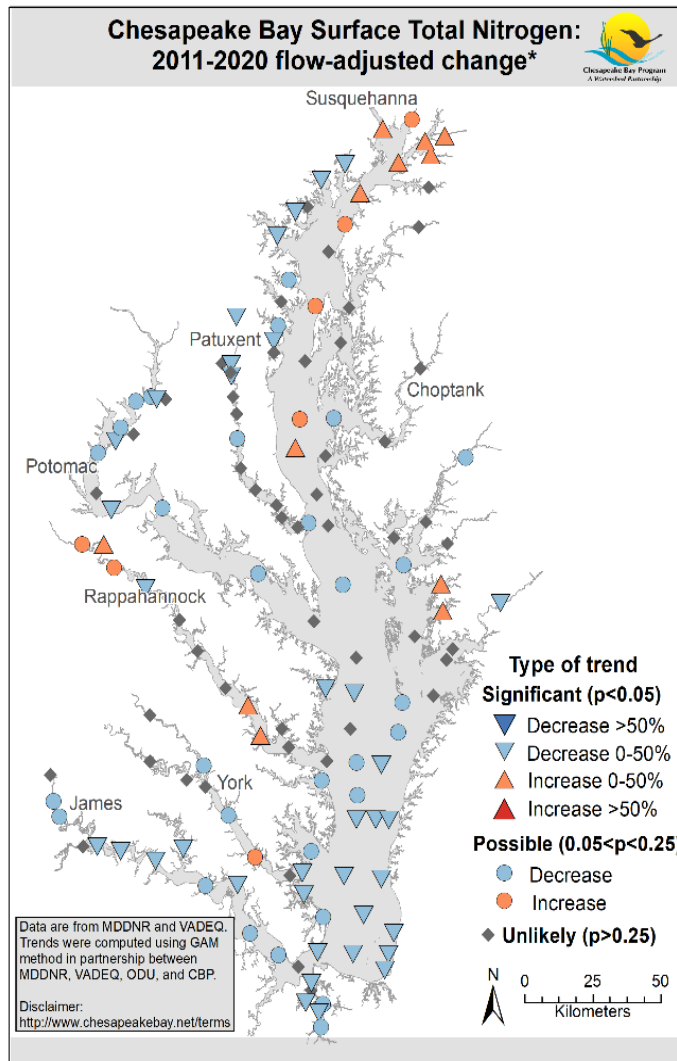 Chesapeake Bay Surface Total Nitrogen:
2011-2020 flow-adjusted change*
Chesapeake Bay Program
A Watershed Partnership
Susquehanna
Patuxent
Choptank
Potomac
Rappahannock
York
James
Type of trend
Significant (p<0.05)
Decrease >50%
Decrease 0-50%
Increase 0-50%
Increase >50%
Possible (0.05<p<0.25)
Decrease
Increase
Unlikely (p>0.25)
Data are from MDDNR and VADEQ.
Trends were computed using GAM
method in partnership between
MDDNR, VADEQ, ODU, and CBP.
Disclaimer:
http://www.chesapeakebay.net/terms
N
0 25 50
Kilometers